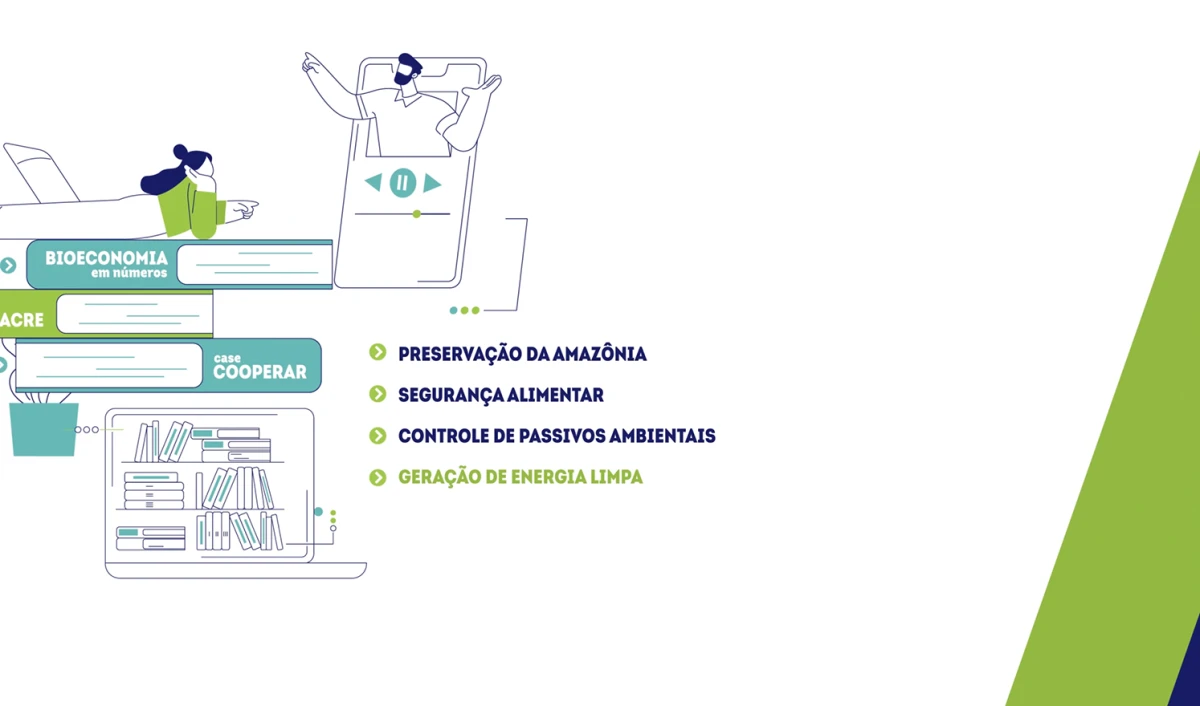 BIOECONOMIA
em números
ACRE
case
COOPERAR
PRESERVAÇÃO DA AMAZÔNIA
SEGURANÇA ALIMENTAR
CONTROLE DE PASSIVOS AMBIENTAIS
GERAÇÃO DE ENERGIA LIMPA